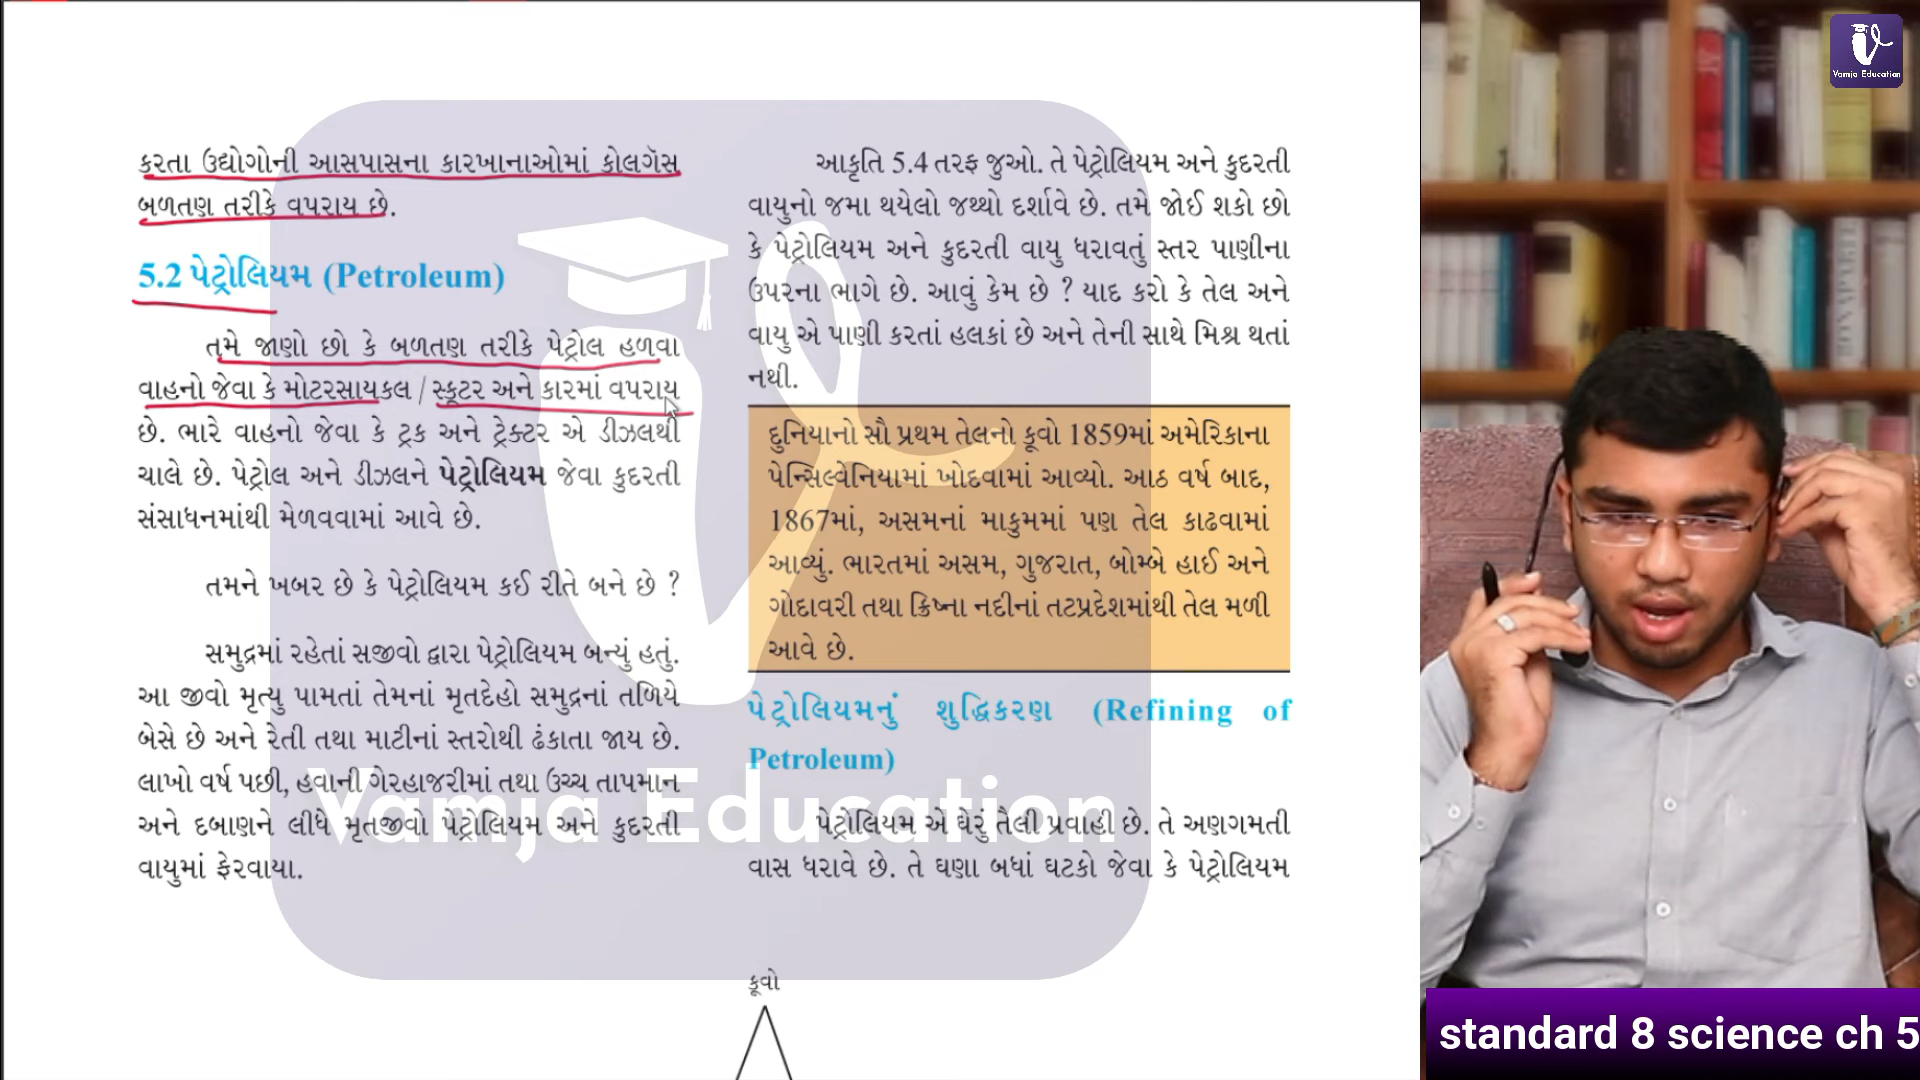 કરતા ઉદ્યોગોની આસપાસના કારખાનાઓમાં કોલગૅસ
બળતણ તરીકે વપરાય છે.
5.2 પેટ્રોલિયમ (Petroleum)
તમે જાણો છો કે બળતણ તરીકે પેટ્રોલ હળવા
વાહનો જેવા કે મોટરસાયકલ / સ્કૂટર અને કારમાં વપરાય
છે. ભારે વાહનો જેવા કે ટ્રક અને ટ્રેક્ટર એ ડીઝલથી
ચાલે છે. પેટ્રોલ અને ડીઝલને પેટ્રોલિયમ જેવા કુદરતી
સંસાધનમાંથી મેળવવામાં આવે છે.
તમને ખબર છે કે પેટ્રોલિયમ કઈ રીતે બને છે ?
સમુદ્રમાં રહેતાં સજીવો દ્વારા પેટ્રોલિયમ બન્યું હતું.
આ જીવો મૃત્યુ પામતાં તેમનાં મૃતદેહો સમુદ્રનાં તળિયે
બેસે છે અને રેતી તથા માટીનાં સ્તરોથી ઢંકાતા જાય છે.
લાખો વર્ષ પછી, હવાની ગેરહાજરીમાં તથા ઉચ્ચ તાપમાન
અને દબાણને લીધે મૃતજીવો પેટ્રોલિયમ અને કુદરતી
વાયુમાં ફેરવાયા.
આકૃતિ 5.4 તરફ જુઓ. તે પેટ્રોલિયમ અને કુદરતી
વાયુનો જમા થયેલો જથ્થો દર્શાવે છે. તમે જોઈ શકો છો
કે પેટ્રોલિયમ અને કુદરતી વાયુ ધરાવતું સ્તર પાણીના
ઉપરના ભાગે છે. આવું કેમ છે ? યાદ કરો કે તેલ અને
વાયુ એ પાણી કરતાં હલકાં છે અને તેની સાથે મિશ્ર થતાં
નથી.
દુનિયાનો સૌ પ્રથમ તેલનો કૂવો 1859માં અમેરિકાના
પેન્સિલ્વેનિયામાં ખોદવામાં આવ્યો. આઠ વર્ષ બાદ,
1867માં, અસમનાં માકુમમાં પણ તેલ કાઢવામાં
આવ્યું. ભારતમાં અસમ, ગુજરાત, બોમ્બે હાઈ અને
ગોદાવરી તથા ક્રિષ્ના નદીનાં તટપ્રદેશમાંથી તેલ મળી
આવે છે.
પેટ્રોલિયમનું શુદ્ધિકરણ (Refining of
Petroleum)
પેટ્રોલિયમ એ ઘેરું તૈલી પ્રવાહી છે. તે અણગમતી
વાસ ધરાવે છે. તે ઘણા બધાં ઘટકો જેવા કે પેટ્રોલિયમ
કૂવો
Vamja Education
Vamja Education
standard 8 science ch 5